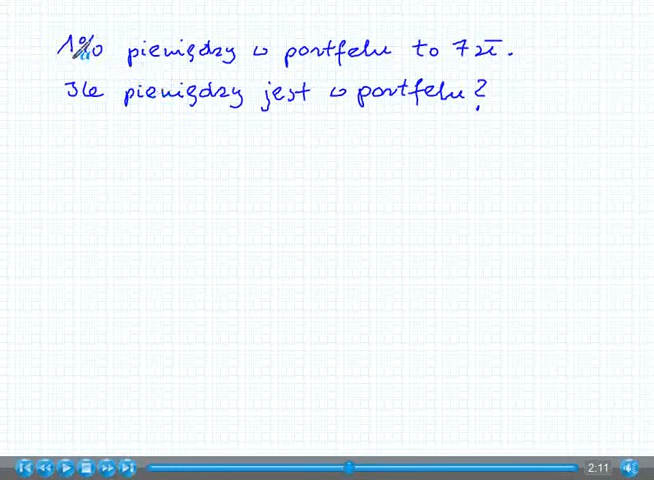 1% pieniędzy w portfelu to 7 zł.
Ile pieniędzy jest w portfelu?
2:11